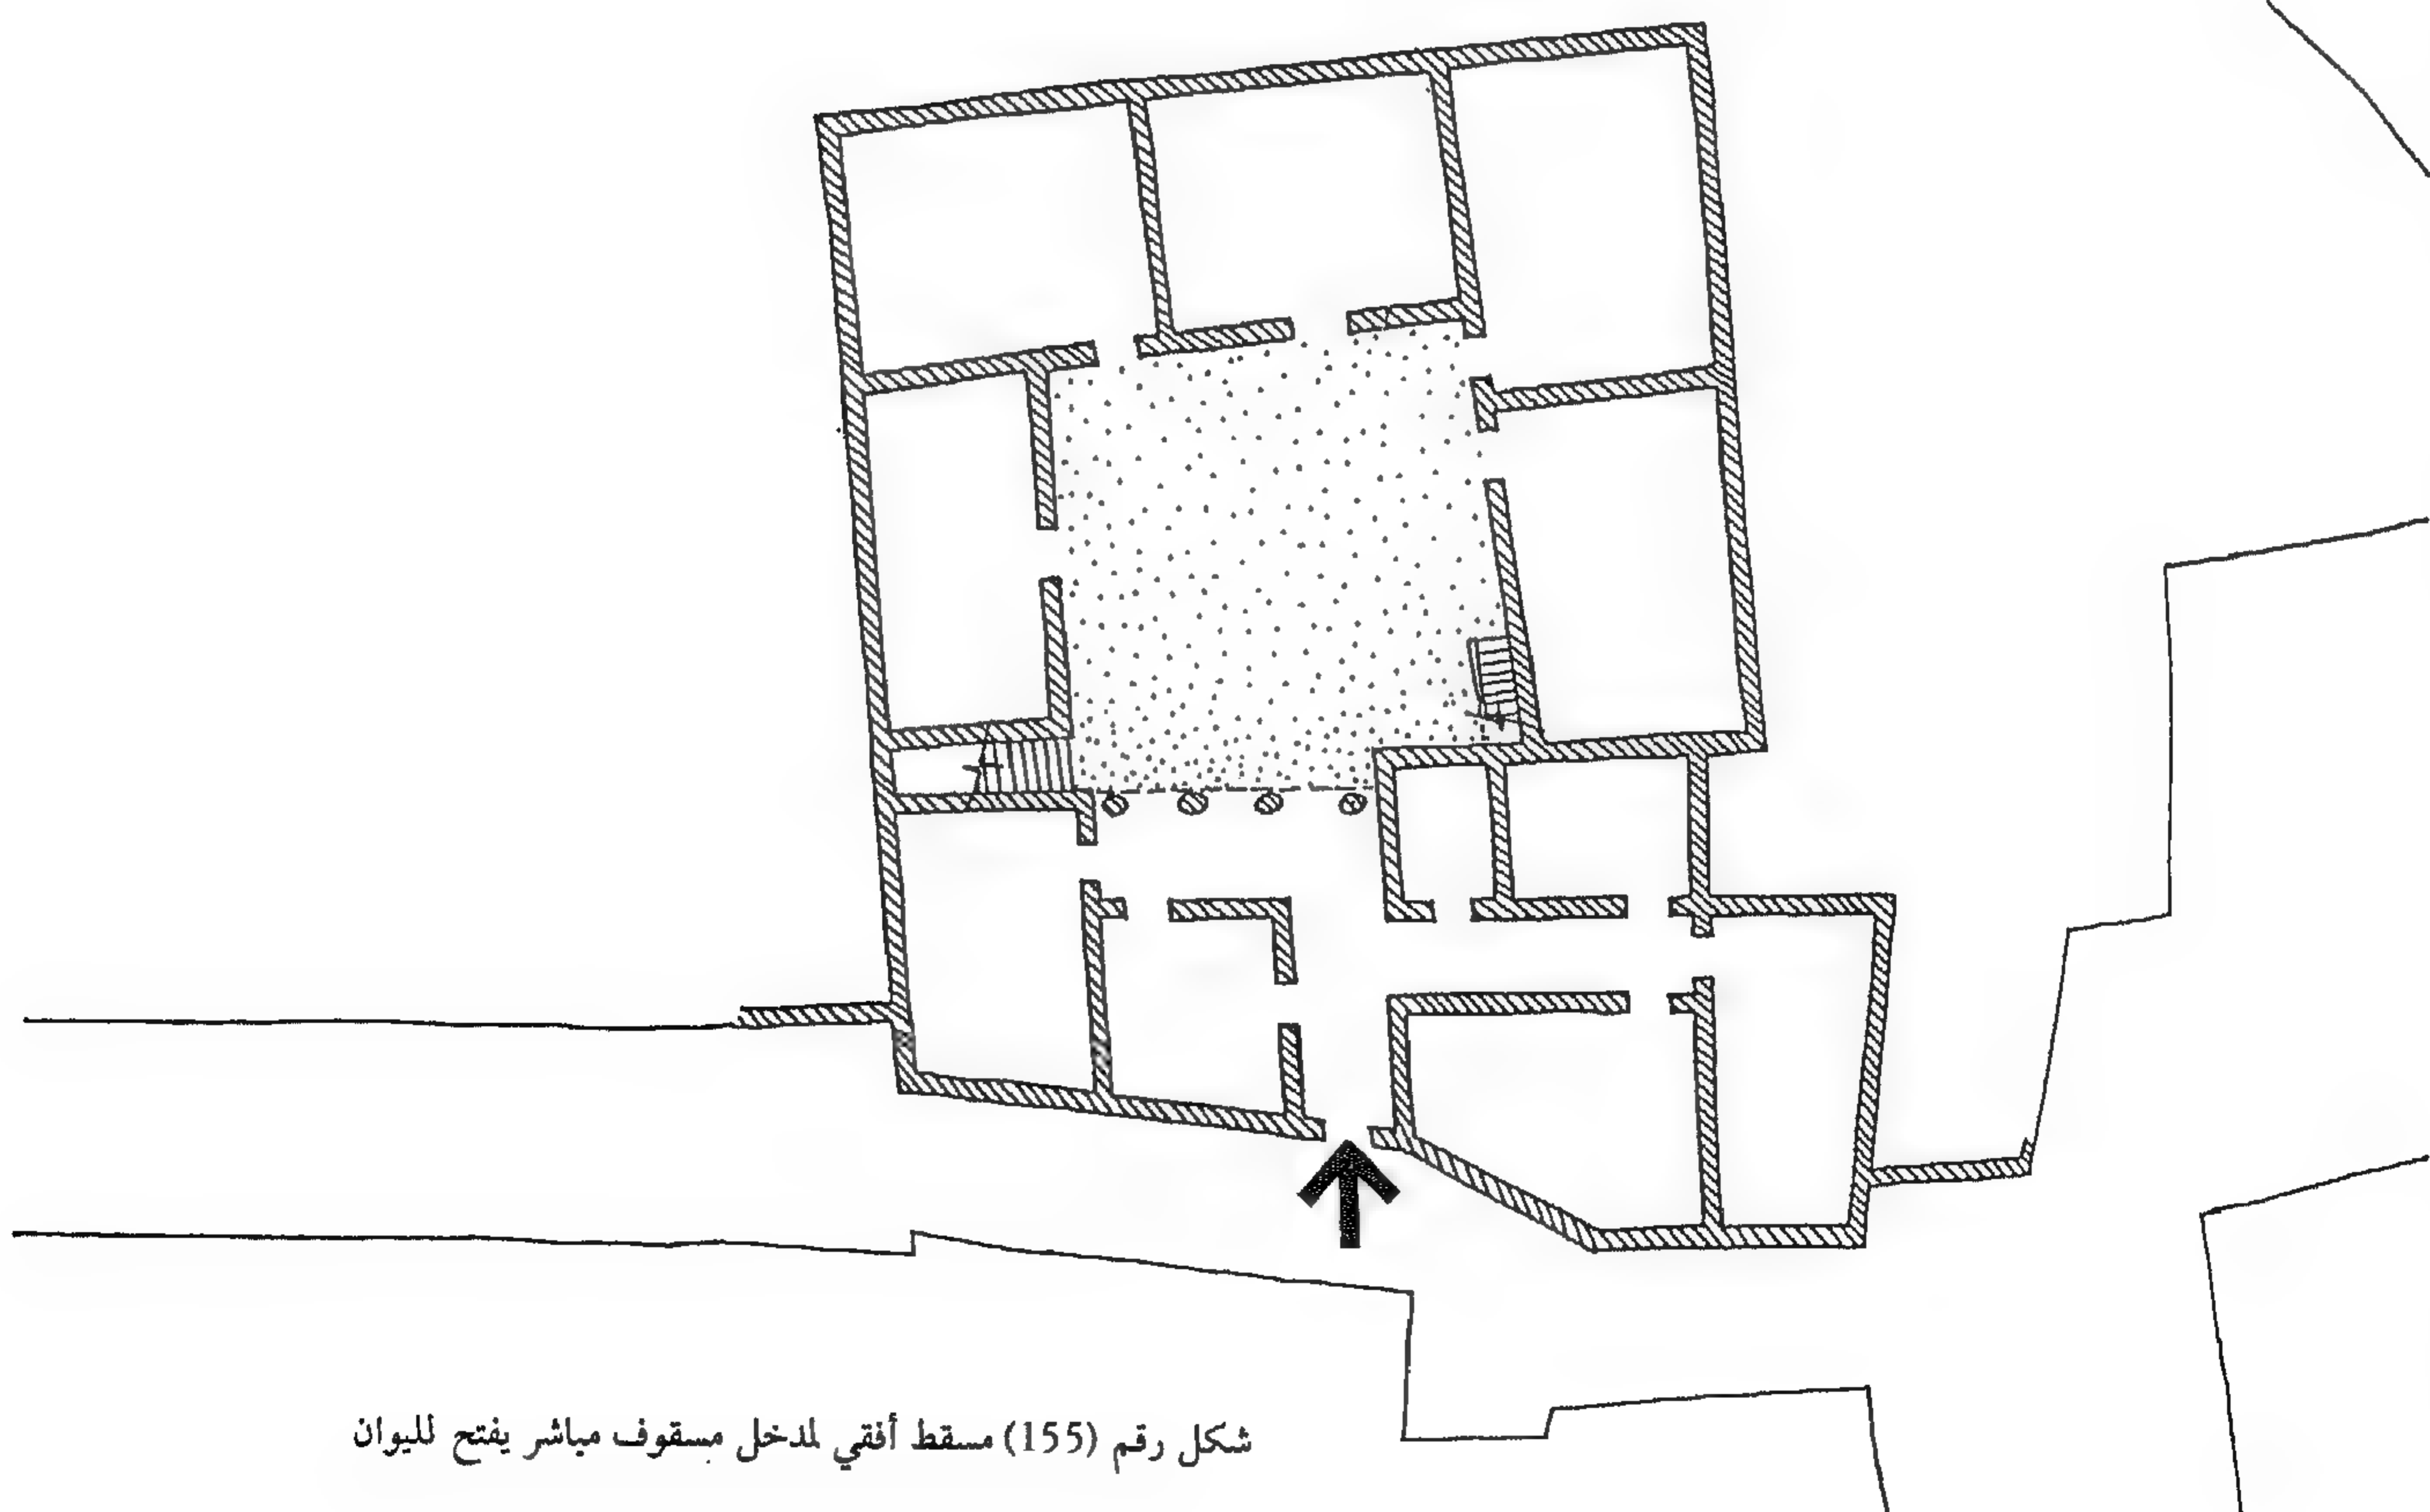 شكل رقم (155) مسقط أفقي لمدخل مسقوف مباشر يفتح لليوان